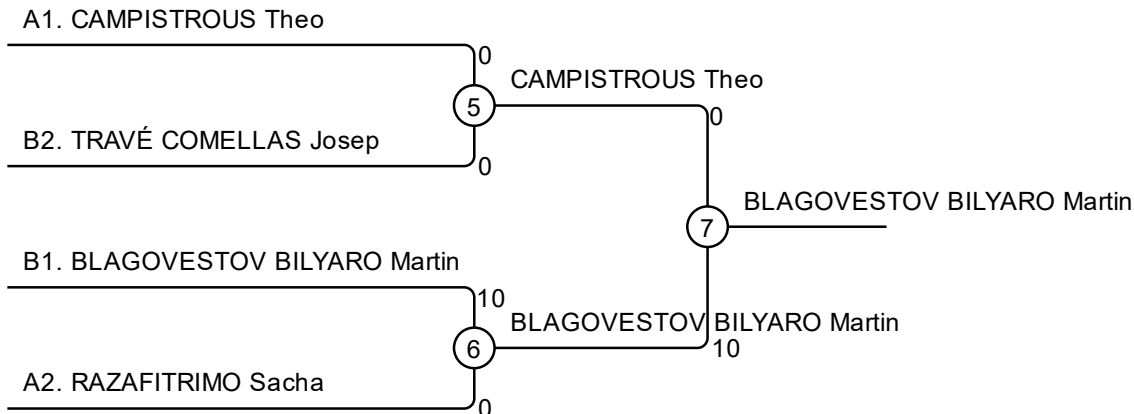 A1. CAMPISTROUS Theo
0
CAMPISTROUS Theo
5
0
B2. TRAVÉ COMELLAS Josep
0
BLAGOVESTOV BILYARO Martin
7
B1. BLAGOVESTOV BILYARO Martin
10
BLAGOVESTOV BILYARO Martin
6
10
A2. RAZAFITRIMO Sacha
0